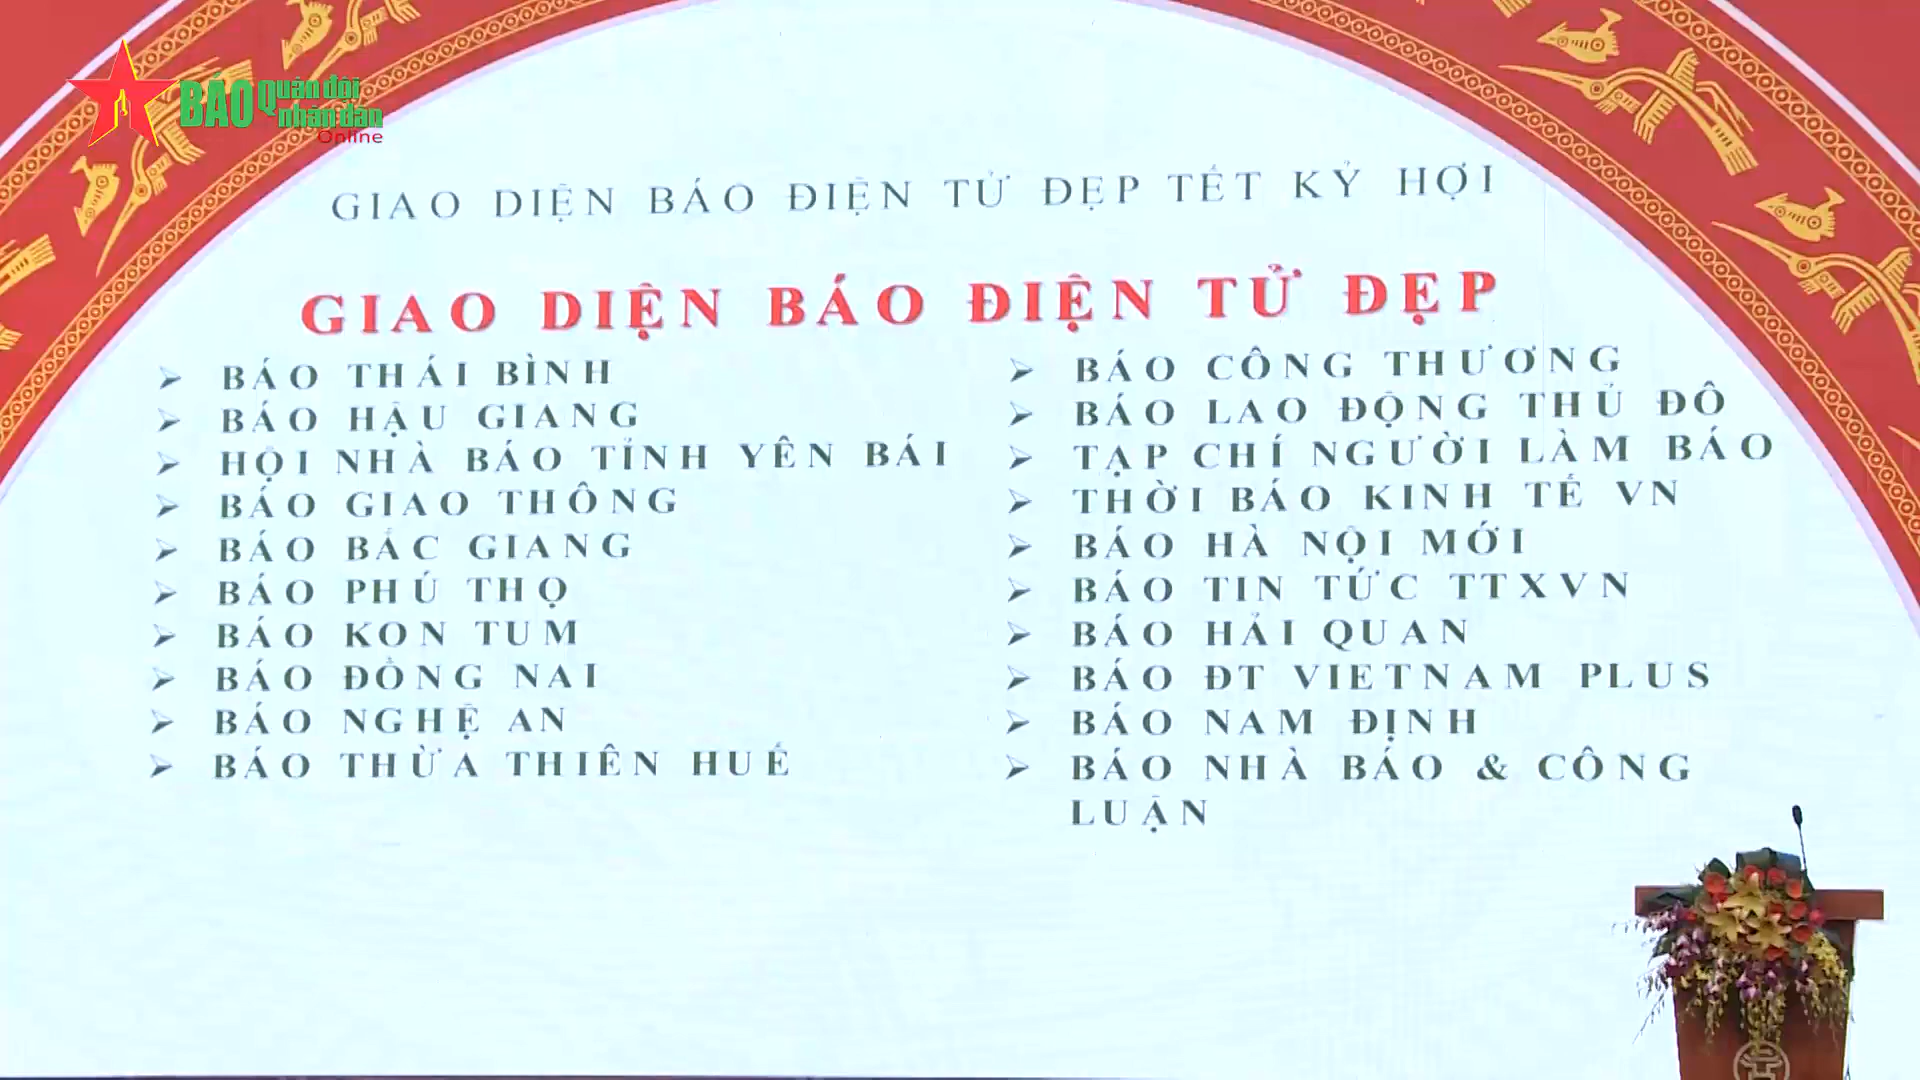 BÁO Quân đội
nhân dân
Online
GIAO DIỆN BÁO ĐIỆN TỬ ĐẸP TẾT KỶ HỢI
GIAO DIỆN BÁO ĐIỆN TỬ ĐẸP
BÁO THÁI BÌNH
BÁO HẬU GIANG
HỘI NHÀ BÁO TỈNH YÊN BÁI
BÁO GIAO THÔNG
BÁO BẮC GIANG
BÁO PHÚ THỌ
BÁO KON TUM
BÁO ĐỒNG NAI
BÁO NGHỆ AN
BÁO THỪA THIÊN HUẾ
BÁO CÔNG THƯƠNG
BÁO LAO ĐỘNG THỦ ĐÔ
TẠP CHÍ NGƯỜI LÀM BÁO
THỜI BÁO KINH TẾ VN
BÁO HÀ NỘI MỚI
BÁO TIN TỨC TTXVN
BÁO HẢI QUAN
BÁO ĐT VIETNAM PLUS
BÁO NAM ĐỊNH
BÁO NHÀ BÁO & CÔNG
LUẬN